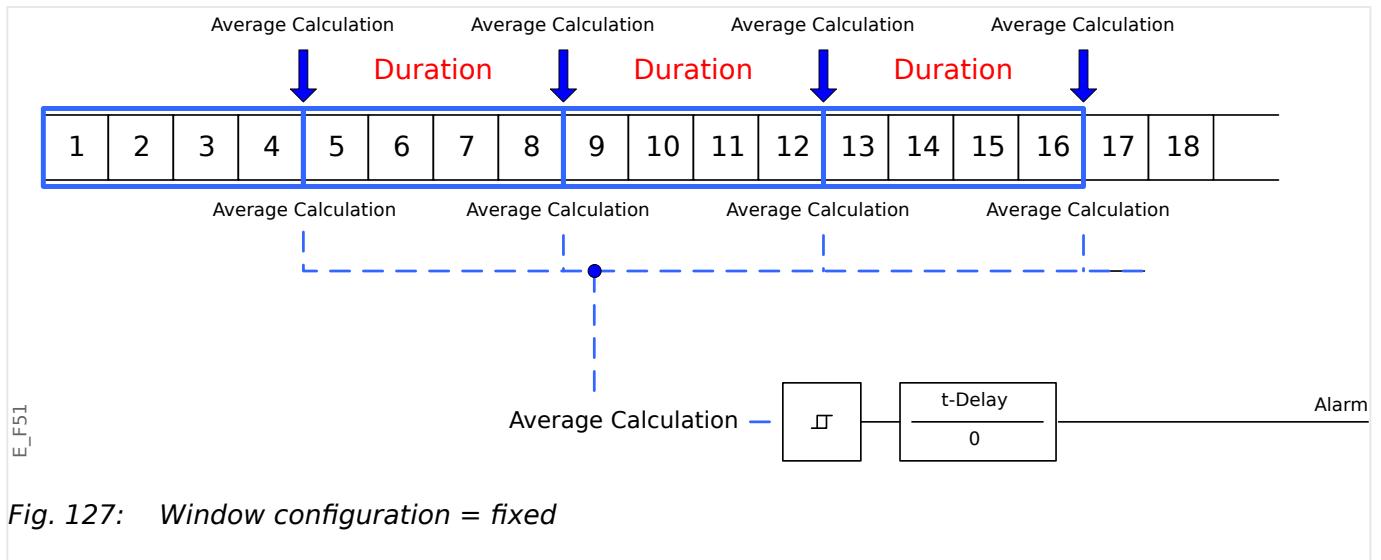 Average Calculation Average Calculation Average Calculation Average Calculation
Duration Duration Duration
1 2 3 4 5 6 7 8 9 10 11 12 13 14 15 16 17 18
Average Calculation Average Calculation Average Calculation Average Calculation
t-Delay
Alarm
Average Calculation
0
E_F51
Fig. 127: Window configuration = fixed